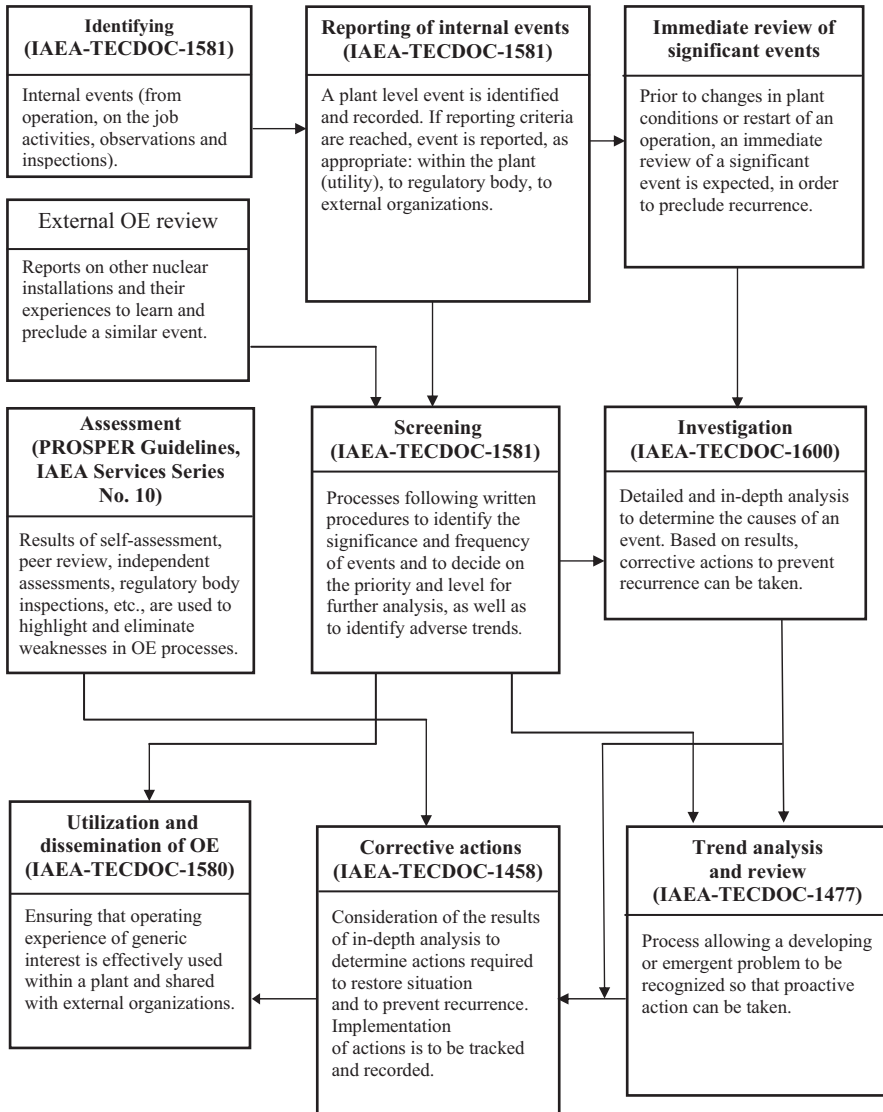 Identifying
(IAEA-TECDOC-1581)
Internal events (from
operation, on the job
activities, observations and
inspections).
Reporting of internal events
(IAEA-TECDOC-1581)
A plant level event is identified
and recorded. If reporting criteria
are reached, event is reported, as
appropriate: within the plant
(utility), to regulatory body, to
external organizations.
Immediate review of
significant events
Prior to changes in plant
conditions or restart of an
operation, an immediate
review of a significant
event is expected, in order
to preclude recurrence.
External OE review
Reports on other nuclear
installations and their
experiences to learn and
preclude a similar event.
Assessment
(PROSPER Guidelines,
IAEA Services Series
No. 10)
Results of self-assessment,
peer review, independent
assessments, regulatory body
inspections, etc., are used to
highlight and eliminate
weaknesses in OE processes.
Screening
(IAEA-TECDOC-1581)
Processes following written
procedures to identify the
significance and frequency
of events and to decide on
the priority and level for
further analysis, as well as
to identify adverse trends.
Investigation
(IAEA-TECDOC-1600)
Detailed and in-depth analysis
to determine the causes of an
event. Based on results,
corrective actions to prevent
recurrence can be taken.
Utilization and
dissemination of OE
(IAEA-TECDOC-1580)
Ensuring that operating
experience of generic
interest is effectively used
within a plant and shared
with external organizations.
Corrective actions
(IAEA-TECDOC-1458)
Consideration of the results
of in-depth analysis to
determine actions required
to restore situation
and to prevent recurrence.
Implementation
of actions is to be tracked
and recorded.
Trend analysis
and review
(IAEA-TECDOC-1477)
Process allowing a developing
or emergent problem to be
recognized so that proactive
action can be taken.